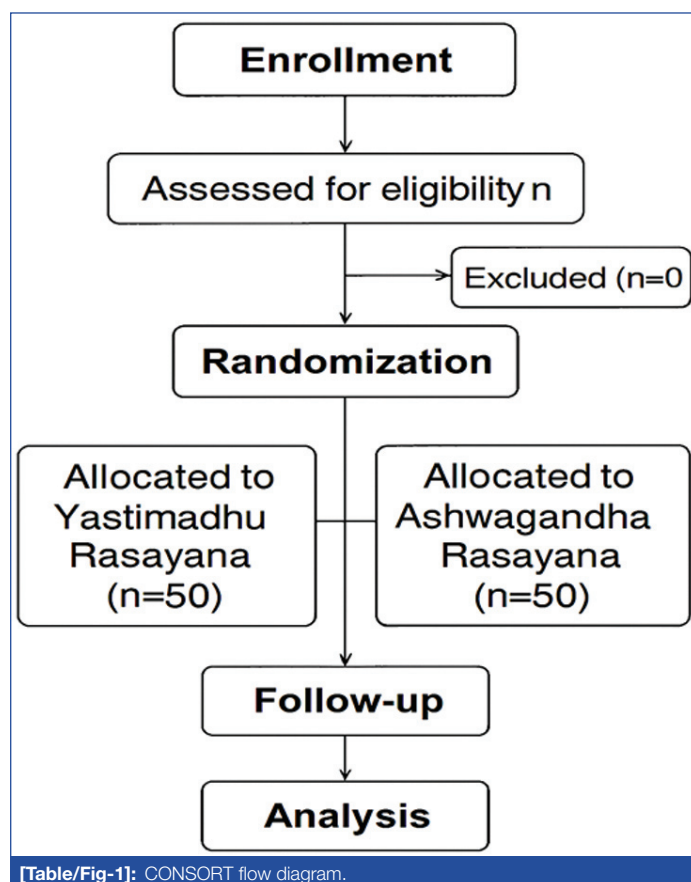 Enrollment
Assessed for eligibility n
Excluded (n=0
Randomization
Allocated to
Yastimadhu
Rasayana
(n=50)
Allocated to
Ashwagandha
Rasayana
(n=50)
Follow-up
Analysis
[Table/Fig-1]: CONSORT flow diagram.